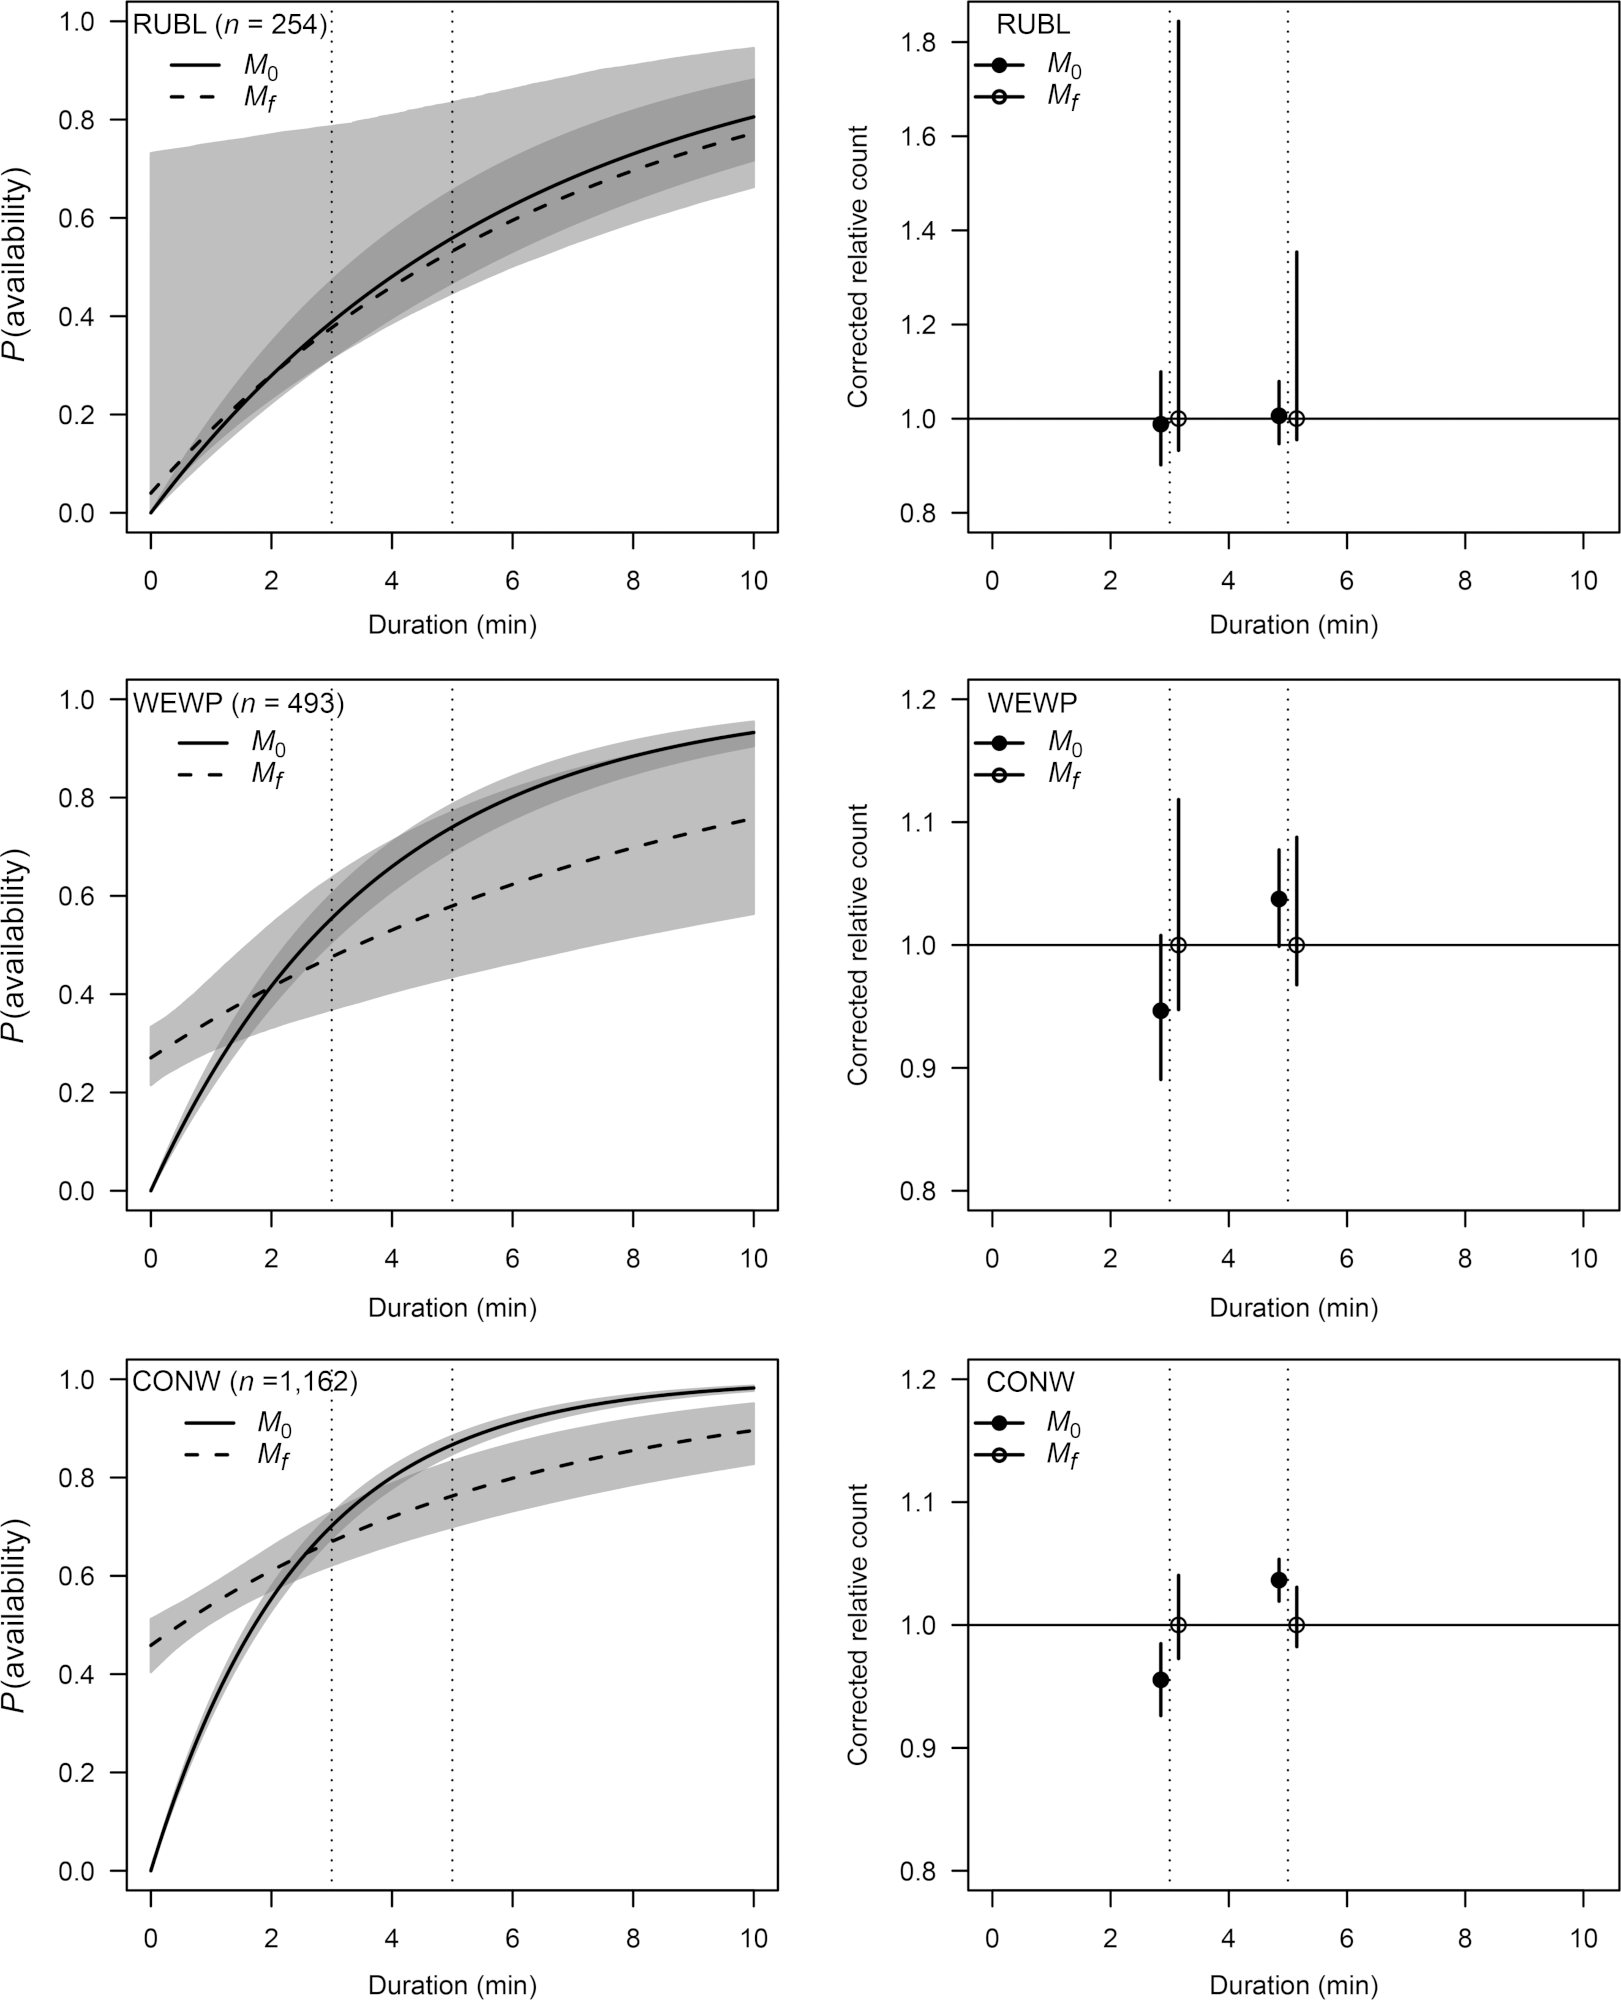 RUBL (n = 254)
M0
Mf
1.0
0.8
0.6
0.4
0.2
0.0
P(availability)
0 2 4 6 8 10
Duration (min)
RUBL
M0
Mf
1.8
1.6
1.4
1.2
1.0
0.8
Corrected relative count
0 2 4 6 8 10
Duration (min)
WEWP (n = 493)
M0
Mf
1.0
0.8
0.6
0.4
0.2
0.0
P(availability)
0 2 4 6 8 10
Duration (min)
WEWP
M0
Mf
1.2
1.1
1.0
0.9
0.8
Corrected relative count
0 2 4 6 8 10
Duration (min)
CONW (n =1,162)
M0
Mf
1.0
0.8
0.6
0.4
0.2
0.0
P(availability)
0 2 4 6 8 10
Duration (min)
CONW
M0
Mf
1.2
1.1
1.0
0.9
0.8
Corrected relative count
0 2 4 6 8 10
Duration (min)